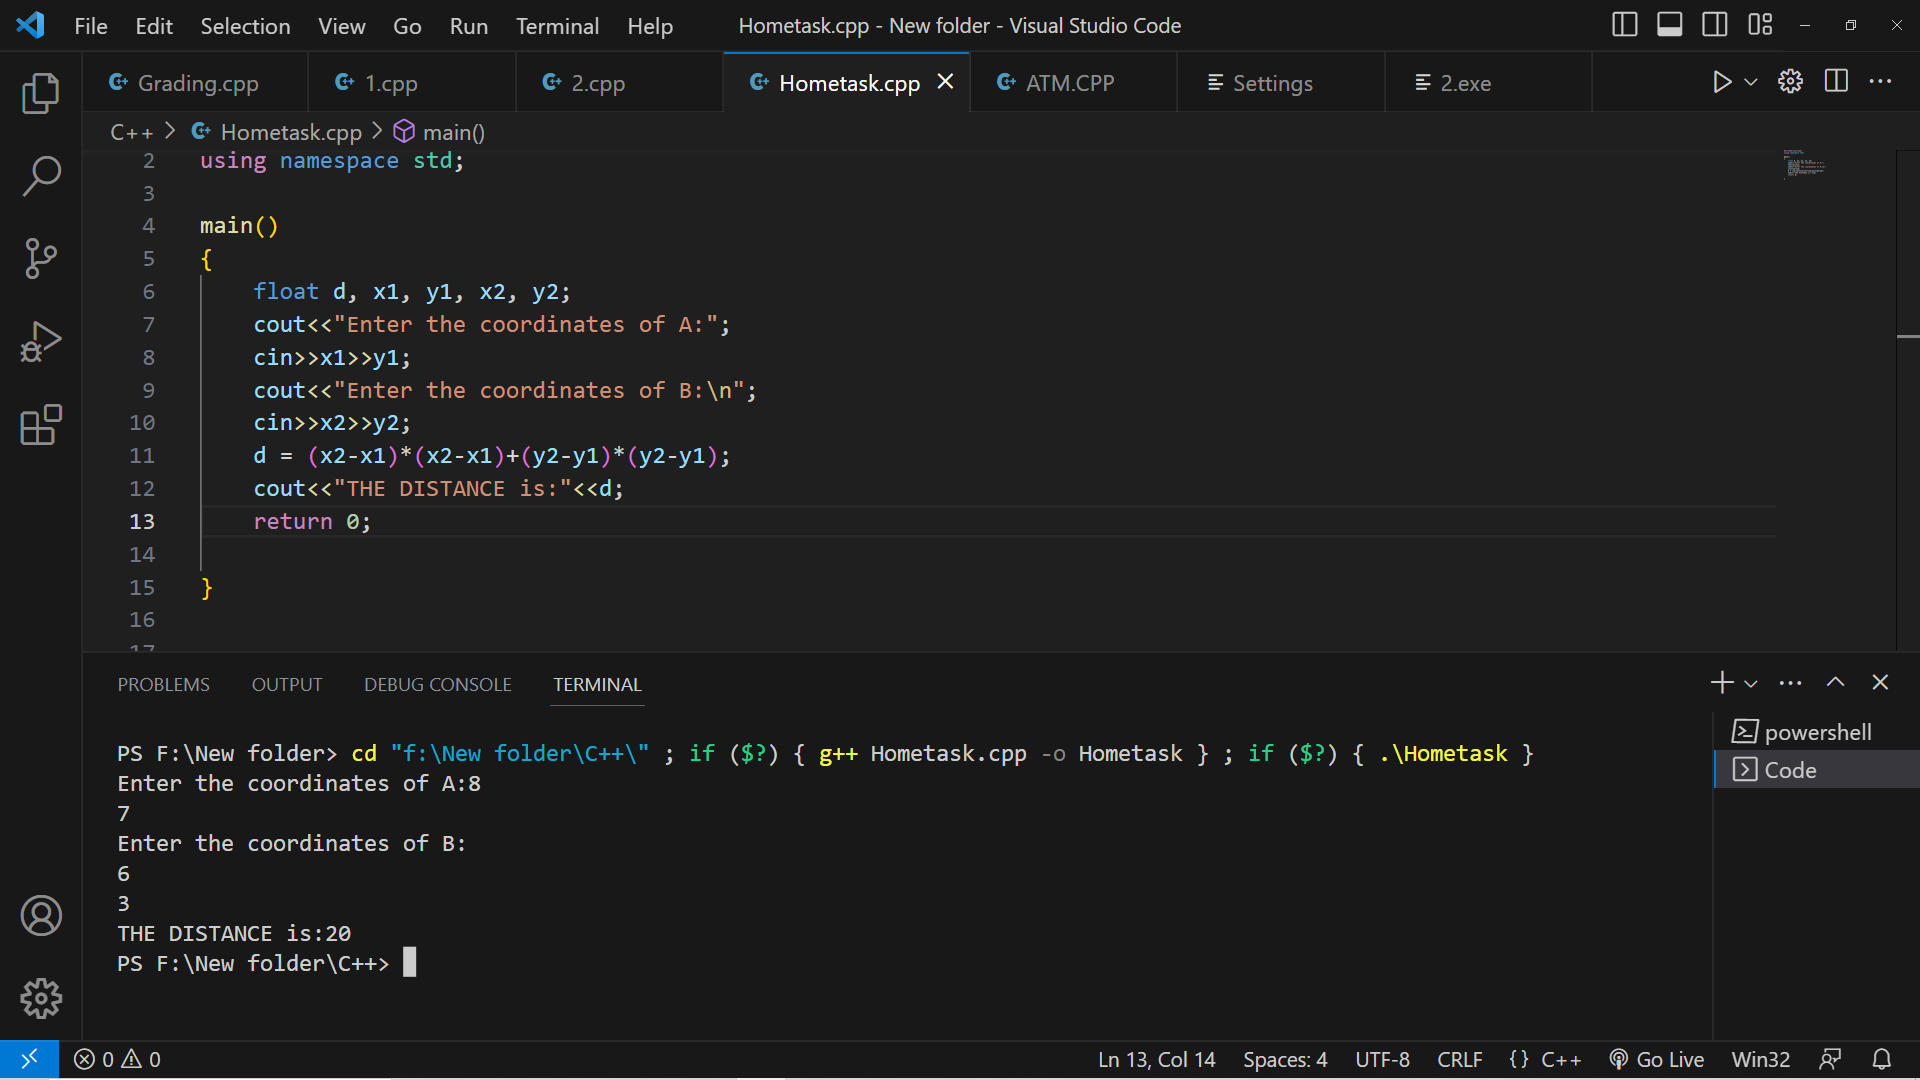 File Edit Selection View Go Run Terminal Help Hometask.cpp - New folder - Visual Studio Code
Grading.cpp 1.cpp 2.cpp Hometask.cpp ATM.CPP Settings 2.exe
C++ > Hometask.cpp > main()
2 using namespace std;
3
4 main()
5 {
6 float d, x1, y1, x2, y2;
7 cout<<"Enter the coordinates of A:";
8 cin>>x1>>y1;
9 cout<<"Enter the coordinates of B:\n";
10 cin>>x2>>y2;
11 d = (x2-x1)*(x2-x1)+(y2-y1)*(y2-y1);
12 cout<<"THE DISTANCE is:"<<d;
13 return 0;
14
15 }
16
17
PROBLEMS OUTPUT DEBUG CONSOLE TERMINAL
powershell
Code
PS F:\New folder> cd "f:\New folder\C++\" ; if ($?) { g++ Hometask.cpp -o Hometask } ; if ($?) { .\Hometask }
Enter the coordinates of A:8
7
Enter the coordinates of B:
6
3
THE DISTANCE is:20
PS F:\New folder\C++>
0 0 Ln 13, Col 14 Spaces: 4 UTF-8 CRLF {} C++ Go Live Win32